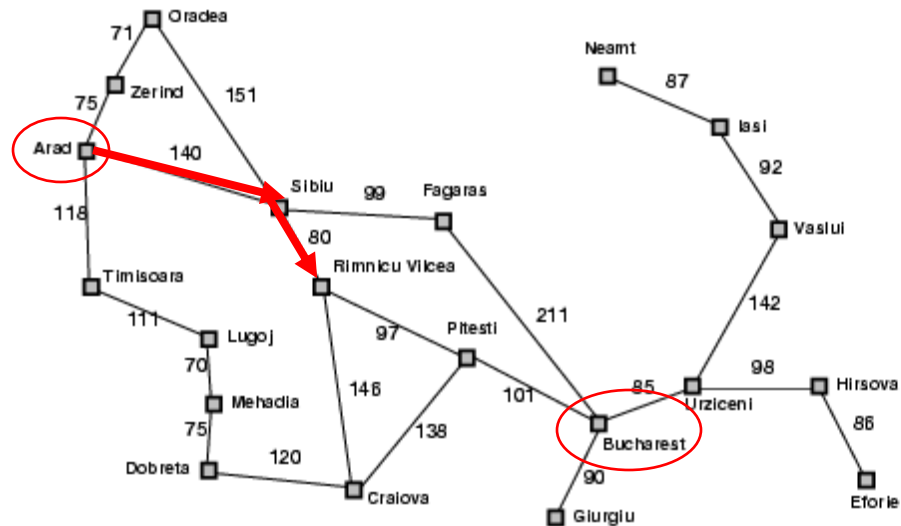 Oradea
71
Neamt
87
Zerind
151
75
Iasi
Arad
140
92
Sibiu
99
Fagaras
118
80
Vaslui
Timisoara
Rimnicu Vilcea
111
142
211
Lugoj
97
Pitesti
70
98
Hirsova
146
101
85
Urziceni
Mehadia
86
75
138
Bucharest
120
Dobreta
90
Craiova
Eforie
Giurgiu